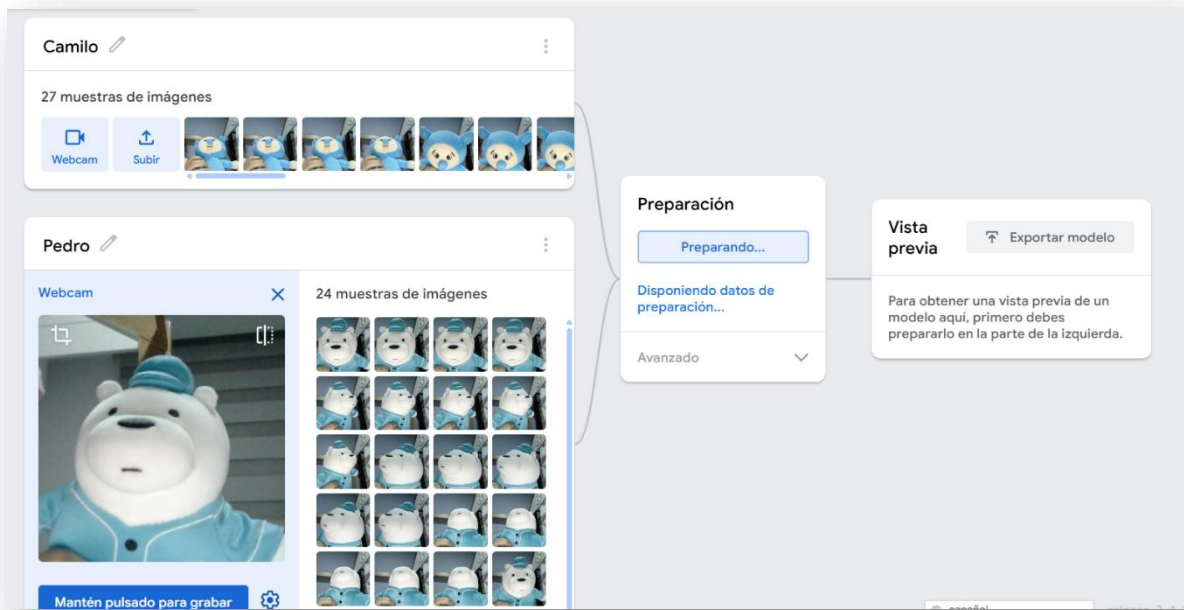 Camilo
27 muestras de imágenes
Webcam
Subir
Pedro
Webcam
24 muestras de imágenes
Mantén pulsado para grabar
Preparación
Preparando...
Disponiendo datos de
preparación...
Avanzado
Vista
previa
Exportar modelo
Para obtener una vista previa de un
modelo aquí, primero debes
prepararlo en la parte de la izquierda.
español